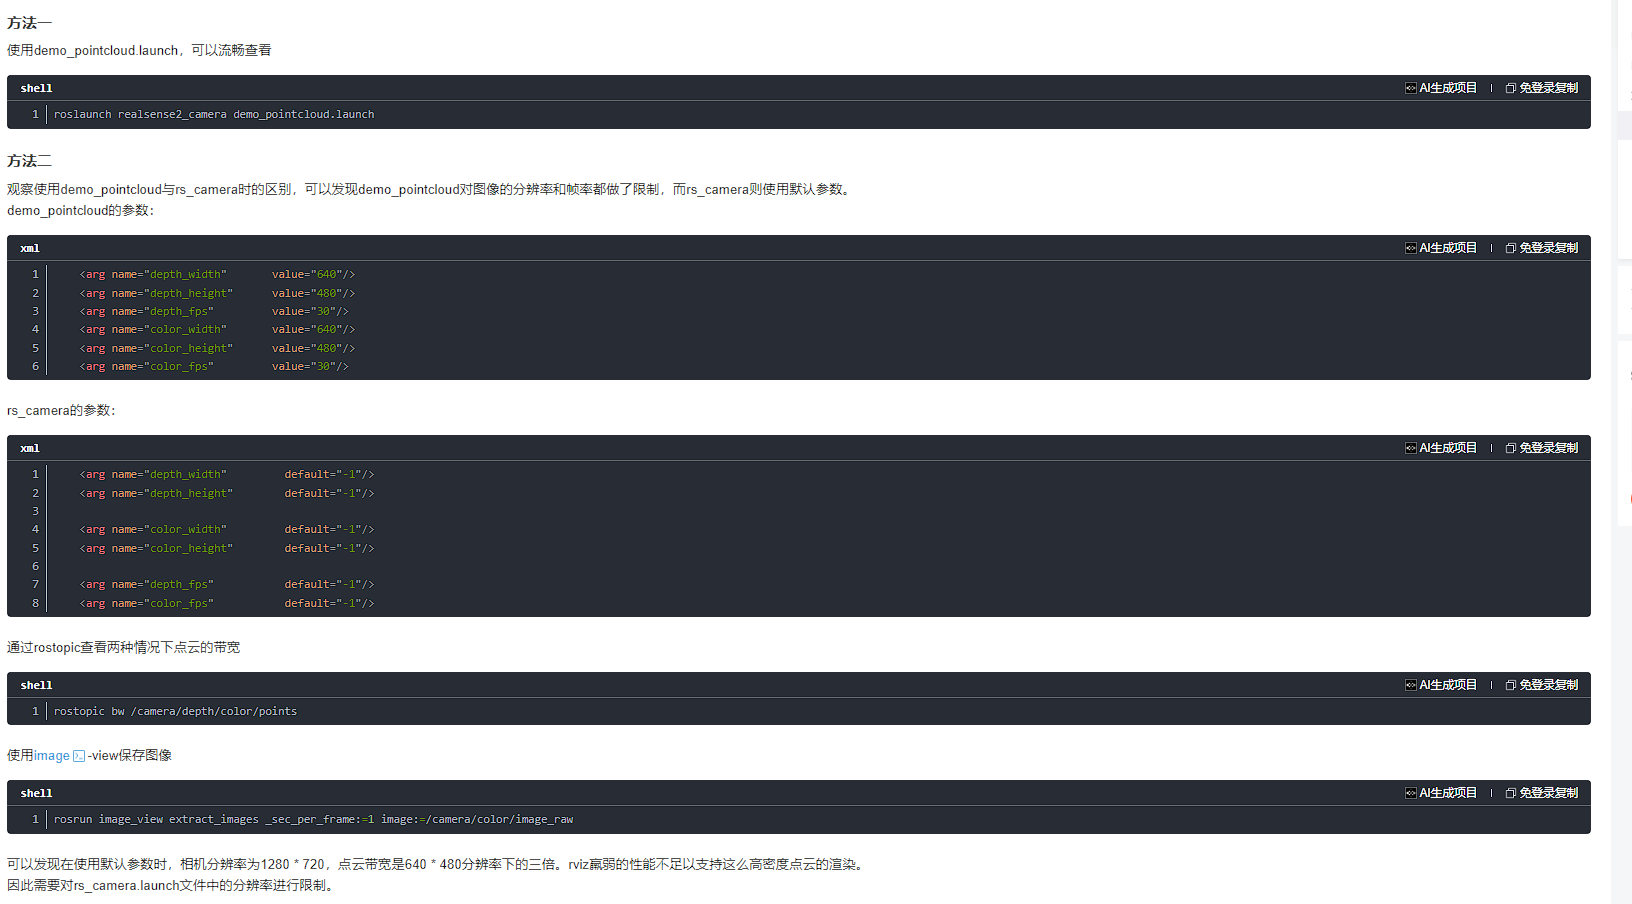 方法一
使用demo_pointcloud.launch，可以流畅查看
shell
AI生成项目
免登录复制
1 roslaunch realsense2_camera demo_pointcloud.launch
方法二
观察使用demo_pointcloud与rs_camera时的区别，可以发现demo_pointcloud对图像的分辨率和帧率都做了限制，而rs_camera则使用默认参数。
demo_pointcloud的参数：
xml
AI生成项目
免登录复制
1 <arg name="depth_width" value="640"/>
2 <arg name="depth_height" value="480"/>
3 <arg name="depth_fps" value="30"/>
4 <arg name="color_width" value="640"/>
5 <arg name="color_height" value="480"/>
6 <arg name="color_fps" value="30"/>
rs_camera的参数：
xml
AI生成项目
免登录复制
1 <arg name="depth_width" default="-1"/>
2 <arg name="depth_height" default="-1"/>
3
4 <arg name="color_width" default="-1"/>
5 <arg name="color_height" default="-1"/>
6
7 <arg name="depth_fps" default="-1"/>
8 <arg name="color_fps" default="-1"/>
通过rostopic查看两种情况下点云的带宽
shell
AI生成项目
免登录复制
1 rostopic bw /camera/depth/color/points
使用image-view保存图像
shell
AI生成项目
免登录复制
1 rosrun image_view extract_images _sec_per_frame:=1 image:=/camera/color/image_raw
可以发现在使用默认参数时，相机分辨率为1280 * 720，点云带宽是640 * 480分辨率下的三倍。rviz羸弱的性能不足以支持这么高密度点云的渲染。
因此需要对rs_camera.launch文件中的分辨率进行限制。